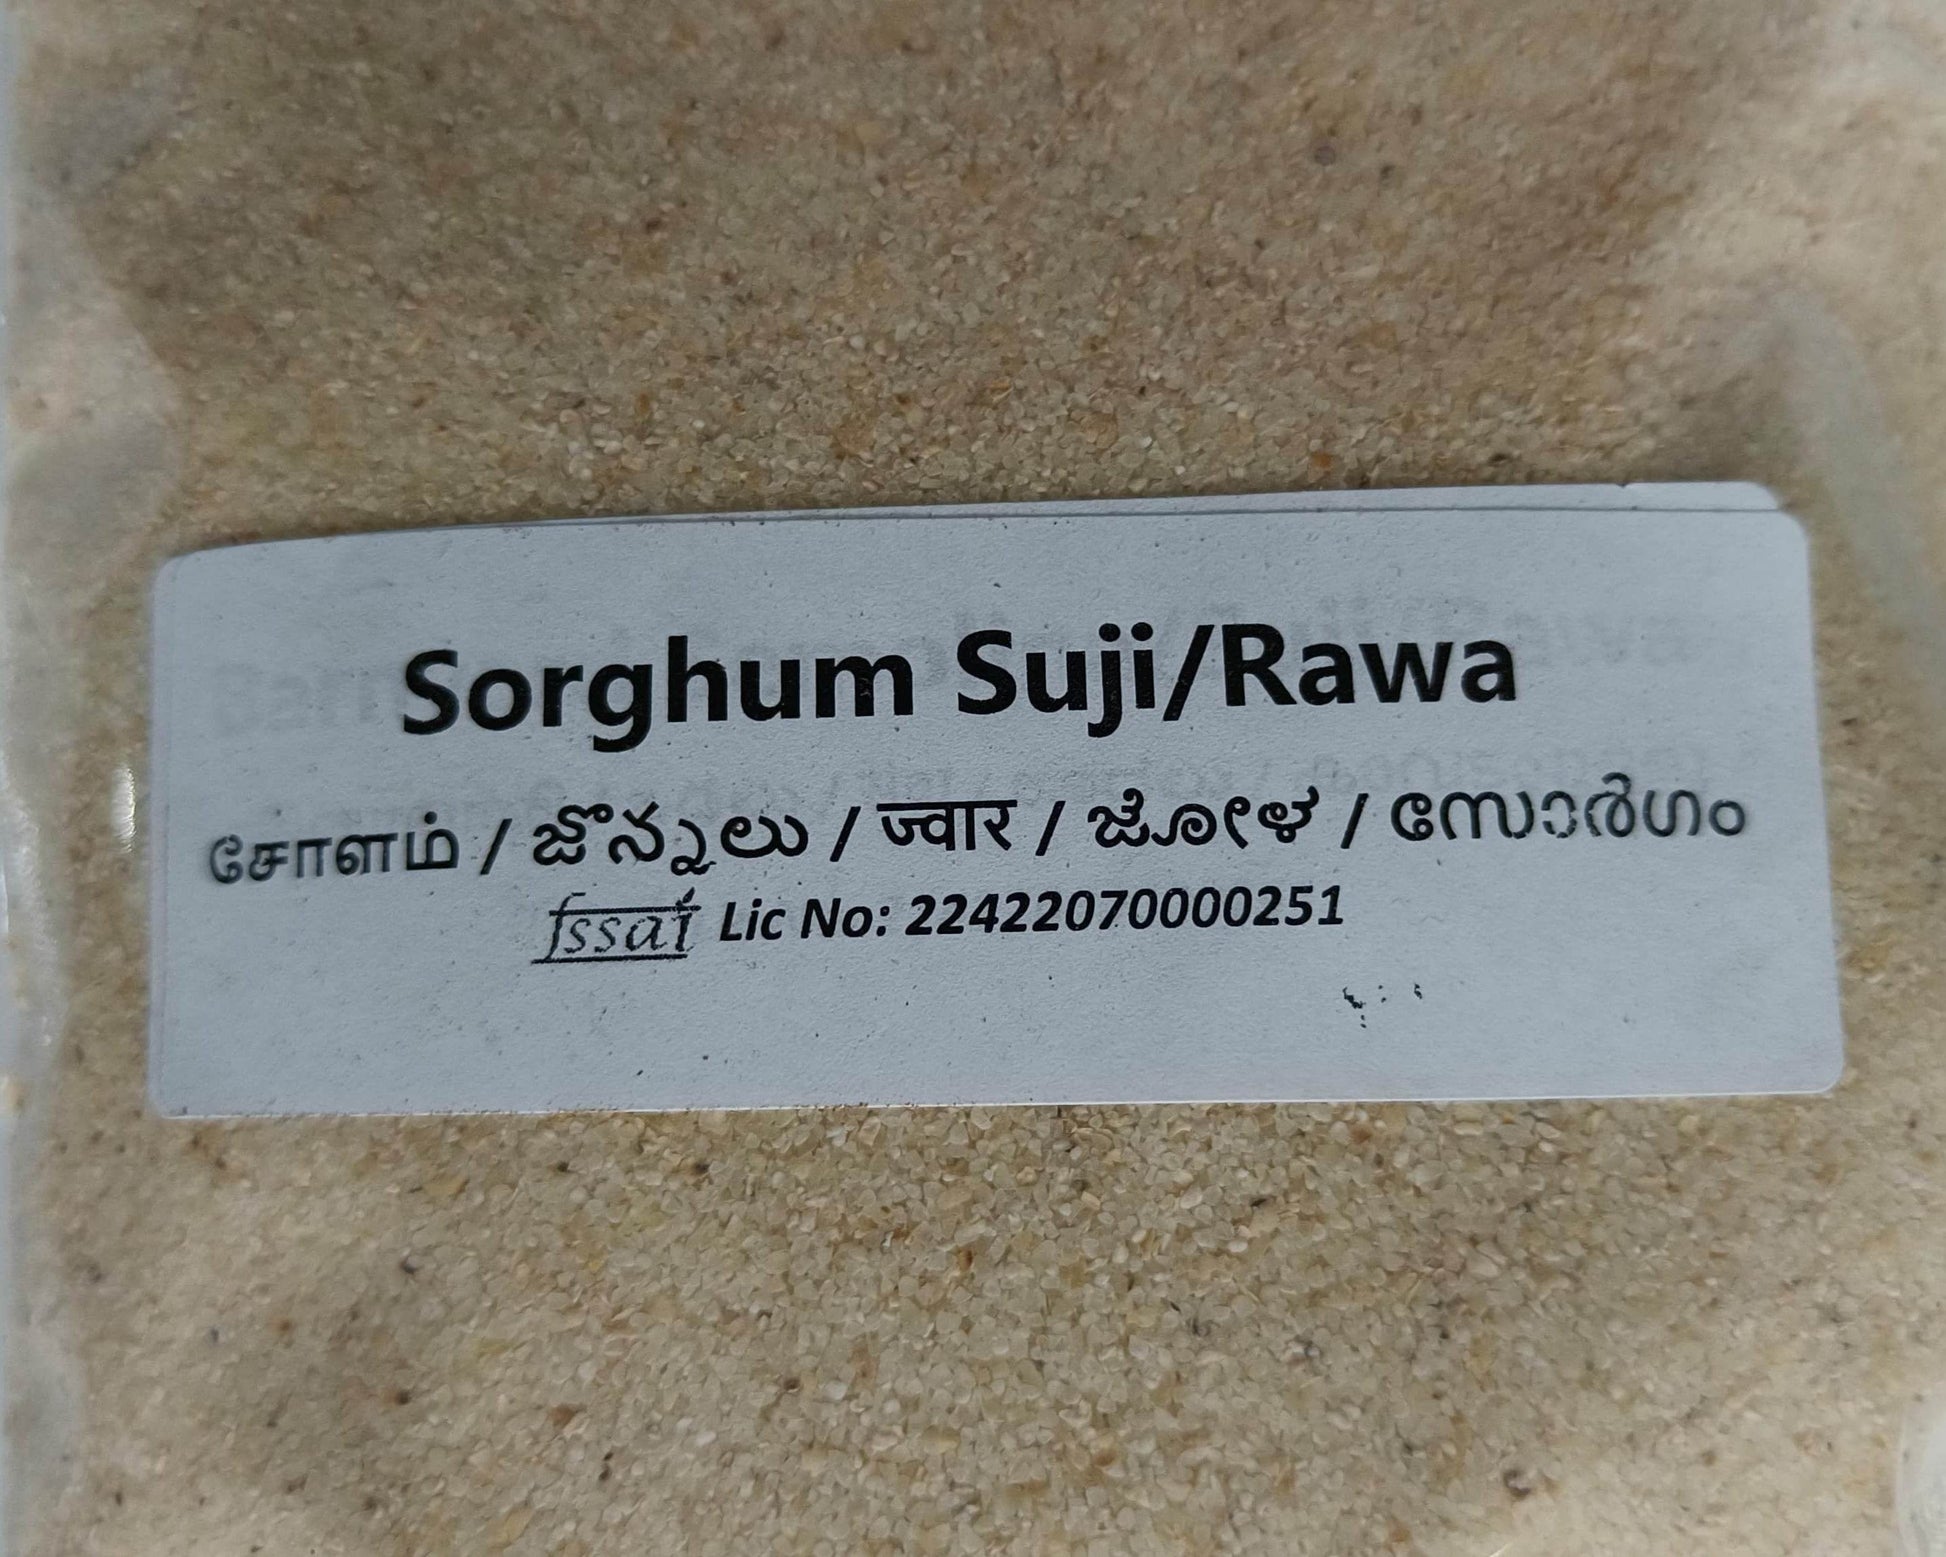 Sorghum Suji/Rawa
சோளம் / జొన్నలు / ज्वार / ಜೋಳ / സോർഗം
fssai Lic No: 22422070000251